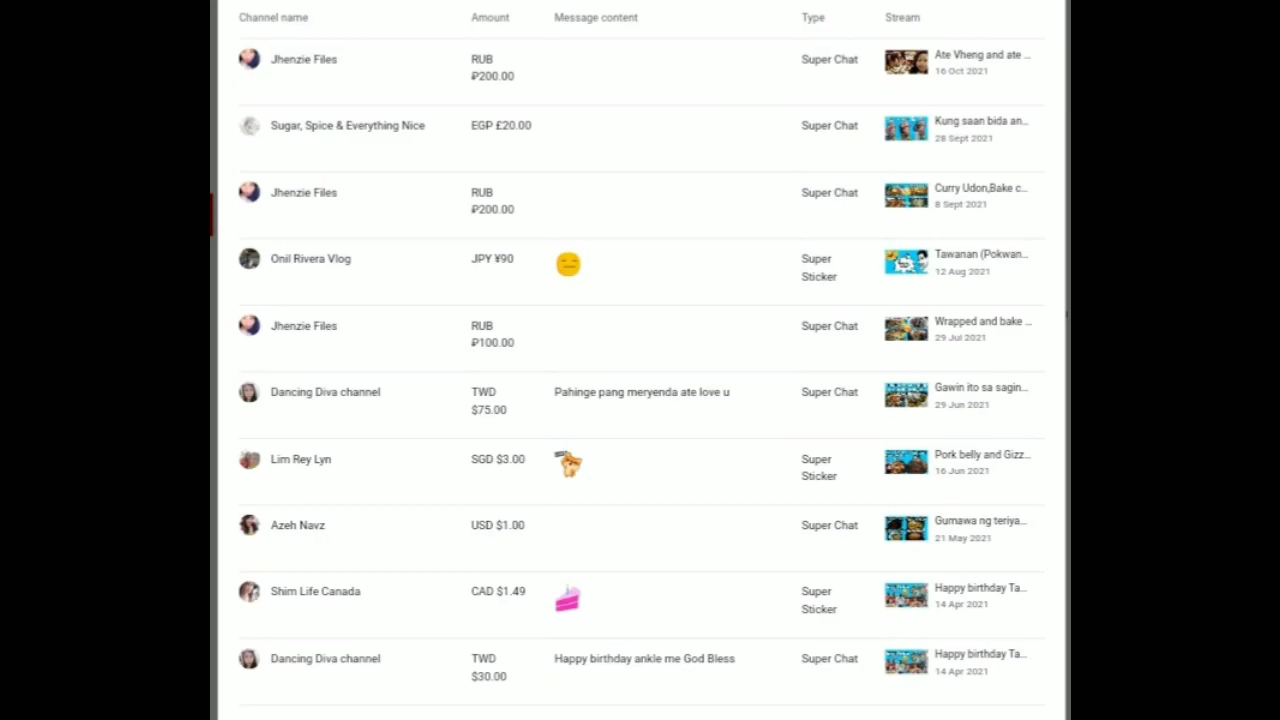 Channel name Amount Message content Type Stream
Jhenzie Files RUB Super Chat Ate Vheng and ate ...
₽200.00 16 Oct 2021
Sugar, Spice & Everything Nice EGP £20.00 Super Chat Kung saan bida an...
28 Sept 2021
Jhenzie Files RUB Super Chat Curry Udon,Bake c...
₽200.00 8 Sept 2021
Onil Rivera Vlog JPY ¥90 Super Tawanan (Pokwan...
Sticker 12 Aug 2021
Jhenzie Files RUB Super Chat Wrapped and bake ...
₽100.00 29 Jul 2021
Dancing Diva channel TWD Pahinge pang meryenda ate love u Super Chat Gawin ito sa sagin...
$75.00 29 Jun 2021
Lim Rey Lyn SGD $3.00 Super Pork belly and Gizz...
Sticker 16 Jun 2021
Azeh Navz USD $1.00 Super Chat Gumawa ng teriya...
21 May 2021
Shim Life Canada CAD $1.49 Super Happy birthday Ta...
Sticker 14 Apr 2021
Dancing Diva channel TWD Happy birthday ankle me God Bless Super Chat Happy birthday Ta...
$30.00 14 Apr 2021